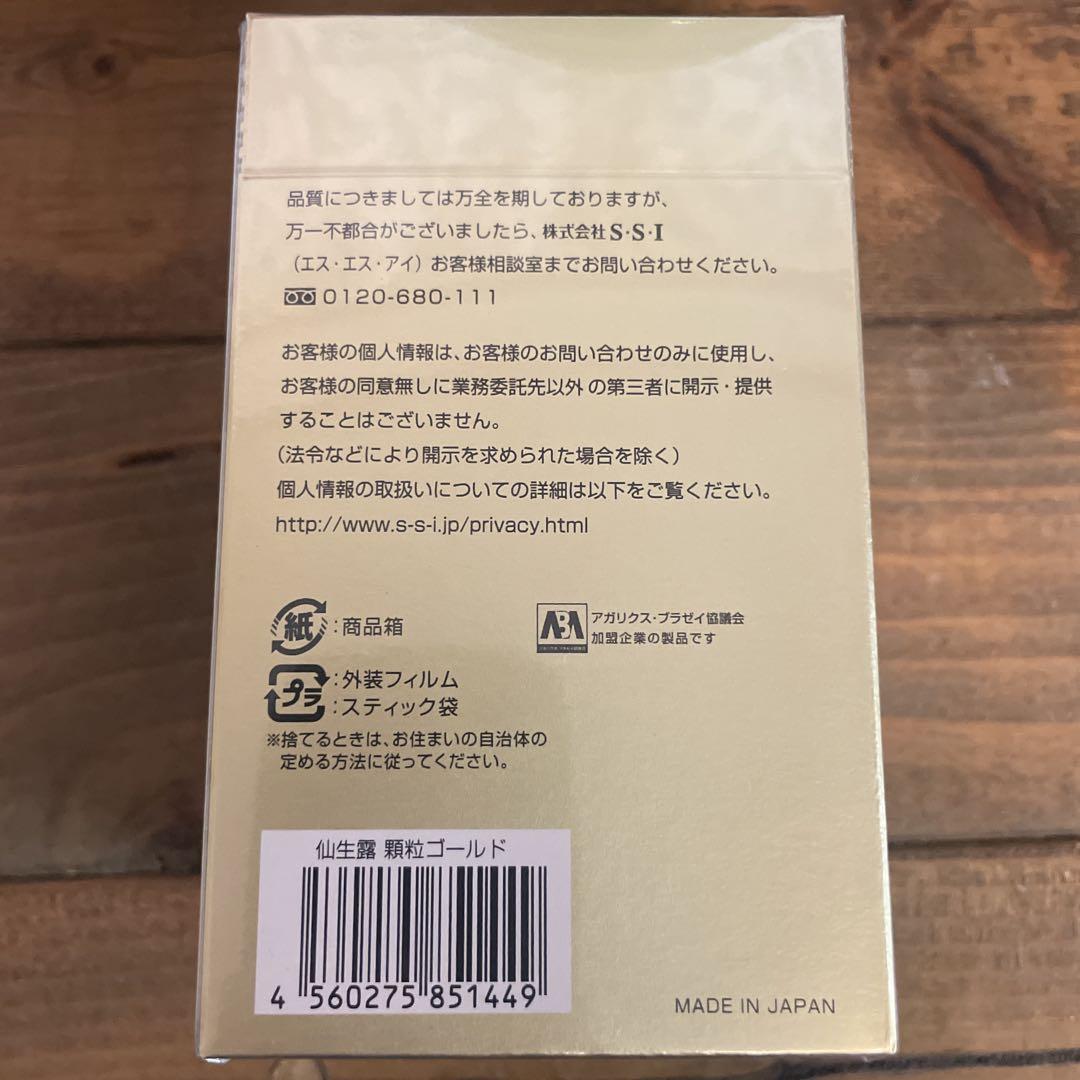 品質につきましては万全を期しておりますが、
万一不都合がございましたら、株式会社 S・S・I
（エス・エス・アイ）お客様相談室までお問い合わせください。
0120-680-111
お客様の個人情報は、お客様のお問い合わせのみに使用し、
お客様の同意無しに業務委託先以外の第三者に開示・提供
することはございません。
（法令などにより開示を求められた場合を除く）
個人情報の取扱いについての詳細は以下をご覧ください。
http://www.s-s-i.jp/privacy.html
紙：商品箱
ABA アガリクス・ブラゼイ協議会
加盟企業の製品です
プラ：外装フィルム
：スティック袋
※捨てるときは、お住まいの自治体の
定める方法に従ってください。
仙生露 顆粒ゴールド
4 560275 851449
MADE IN JAPAN